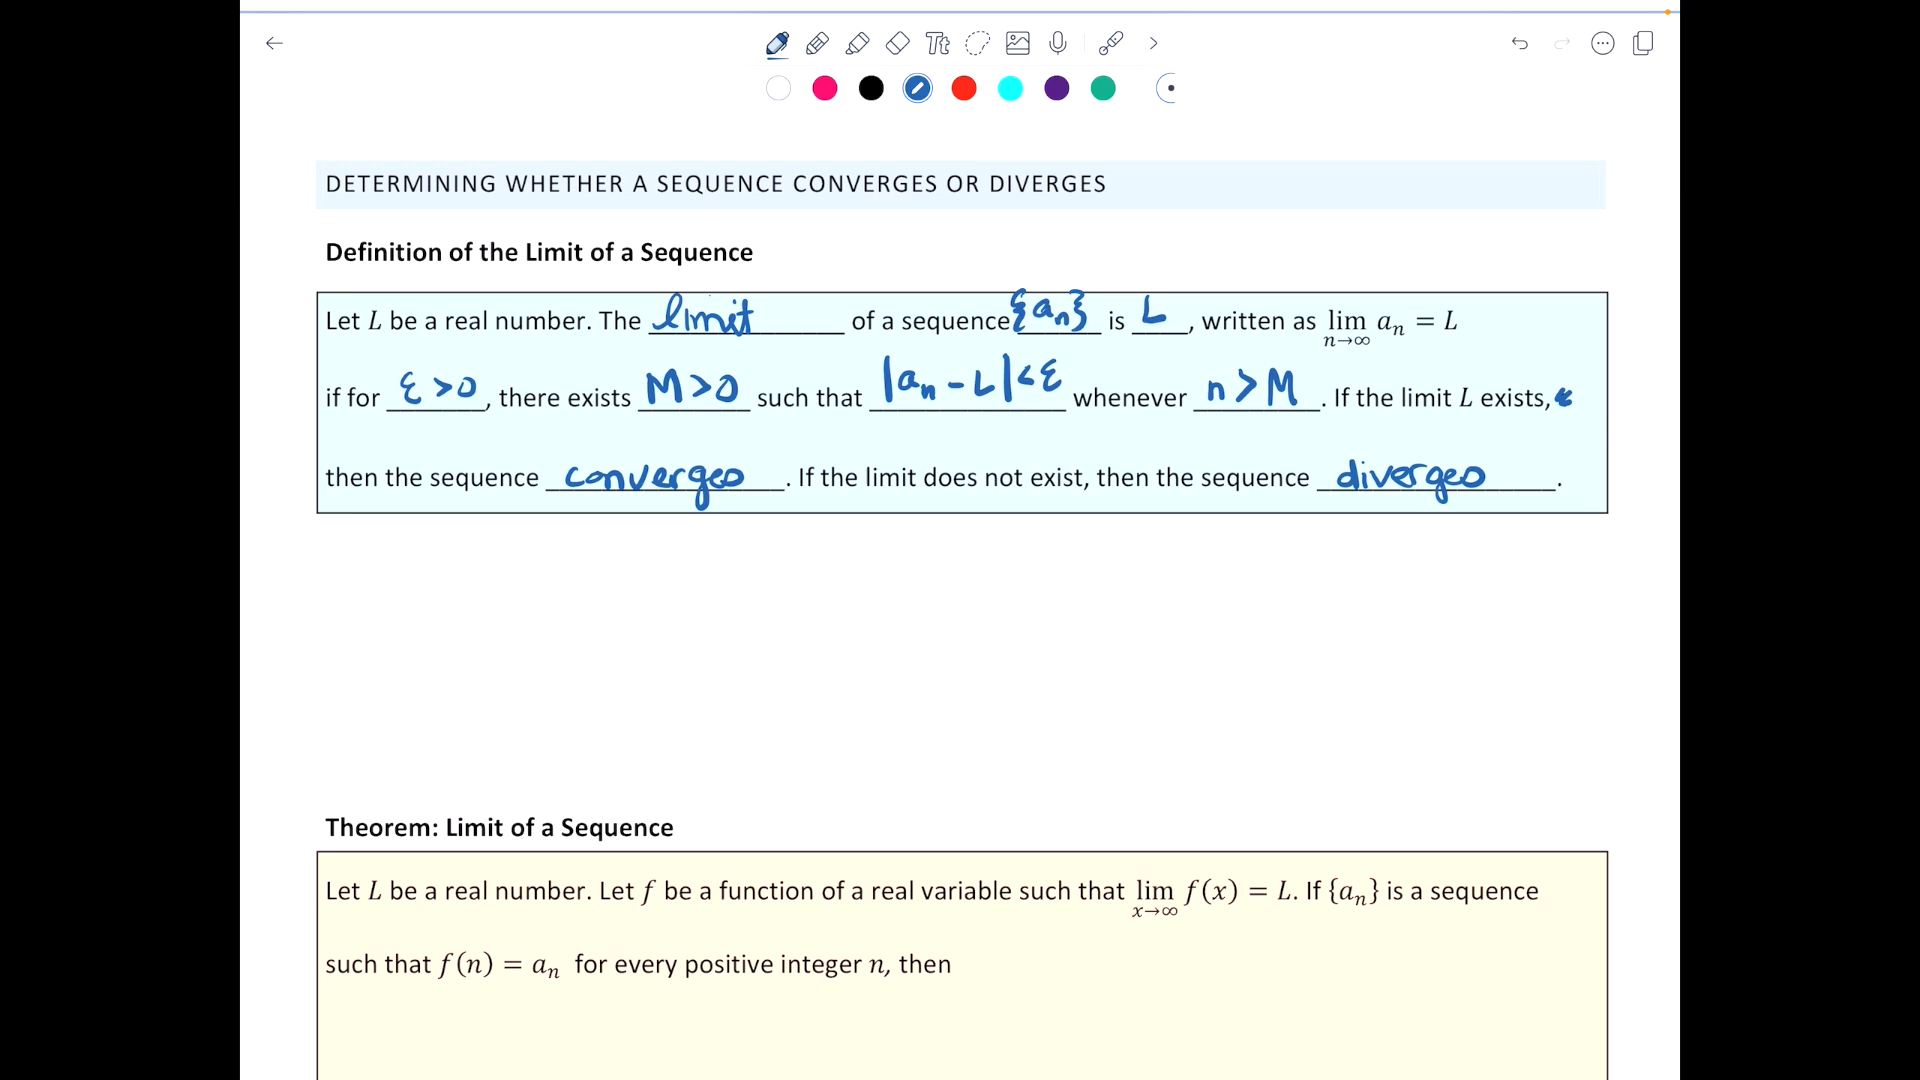 Tt
DETERMINING WHETHER A SEQUENCE CONVERGES OR DIVERGES
Definition of the Limit of a Sequence
Let L be a real number. The limit of a sequence {aₙ} is L, written as lim n→∞ aₙ = L
if for ε > 0, there exists M > 0 such that |aₙ − L| < ε whenever n > M. If the limit L exists,
then the sequence converges. If the limit does not exist, then the sequence diverges.
Theorem: Limit of a Sequence
Let L be a real number. Let f be a function of a real variable such that lim x→∞ f(x) = L. If {aₙ} is a sequence
such that f(n) = aₙ for every positive integer n, then